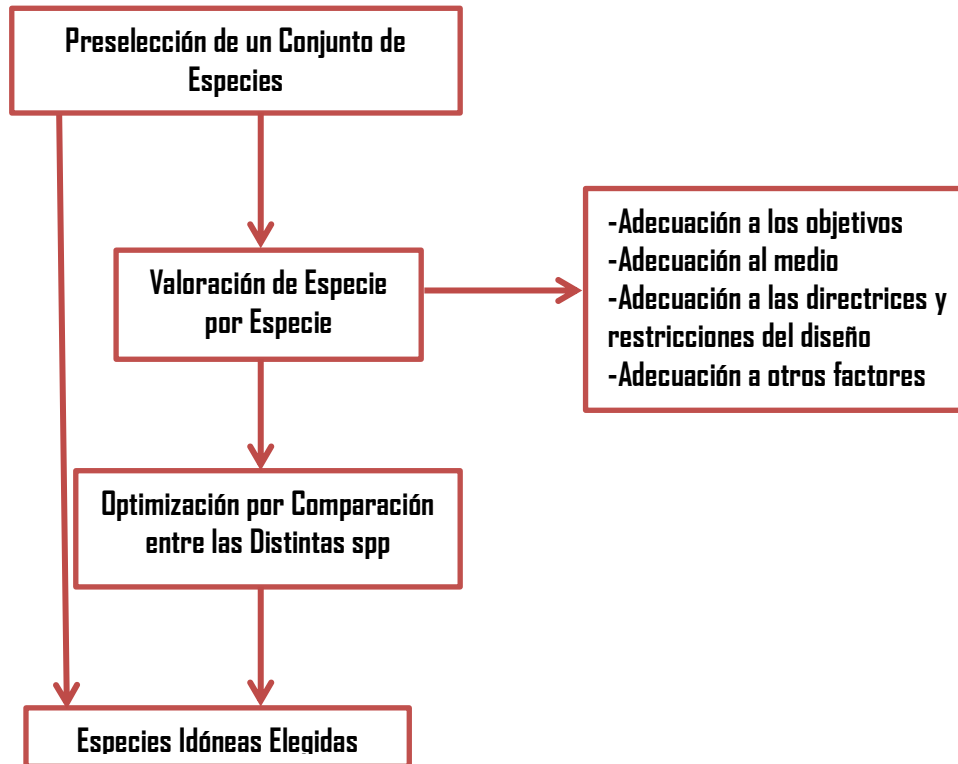 Preselección de un Conjunto de
Especies
Valoración de Especie
por Especie
-Adecuación a los objetivos
-Adecuación al medio
-Adecuación a las directrices y
restricciones del diseño
-Adecuación a otros factores
Optimización por Comparación
entre las Distintas spp
Especies Idóneas Elegidas